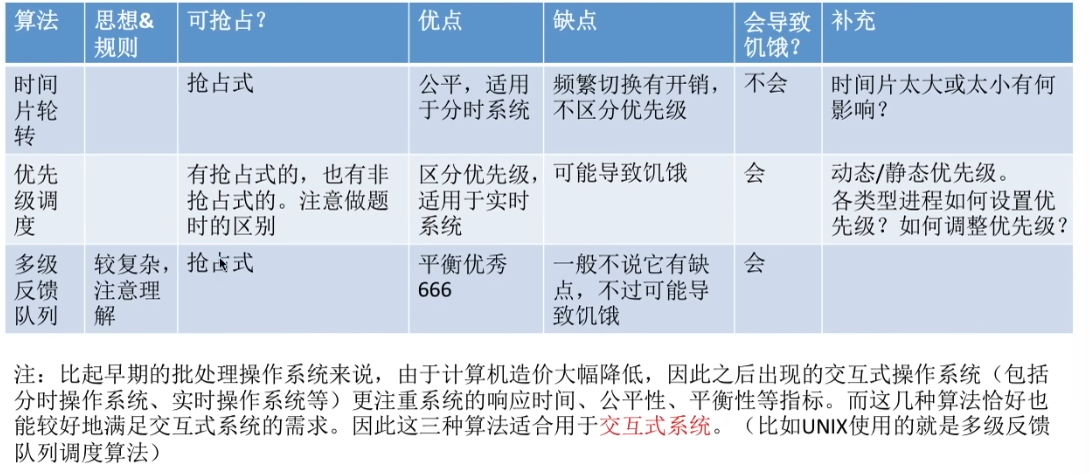 算法 思想& 可抢占？ 优点 缺点 会导致 补充
规则 饥饿？
时间 抢占式 公平，适用 频繁切换有开销， 不会 时间片太大或太小有何
片轮 于分时系统 不区分优先级 影响？
转
优先 有抢占式的，也有非 区分优先级， 可能导致饥饿 会 动态/静态优先级。
级调 抢占式的。注意做题 适用于实时 各类型进程如何设置优
度 时的区别 系统 先级？如何调整优先级？
多级 较复杂， 抢占式 平衡优秀 一般不说它有缺 会
反馈 注意理 666 点，不过可能导
队列 解 致饥饿
注：比起早期的批处理操作系统来说，由于计算机造价大幅降低，因此之后出现的交互式操作系统（包括
分时操作系统、实时操作系统等）更注重系统的响应时间、公平性、平衡性等指标。而这几种算法恰好也
能较好地满足交互式系统的需求。因此这三种算法适合用于交互式系统。（比如UNIX使用的就是多级反馈
队列调度算法）